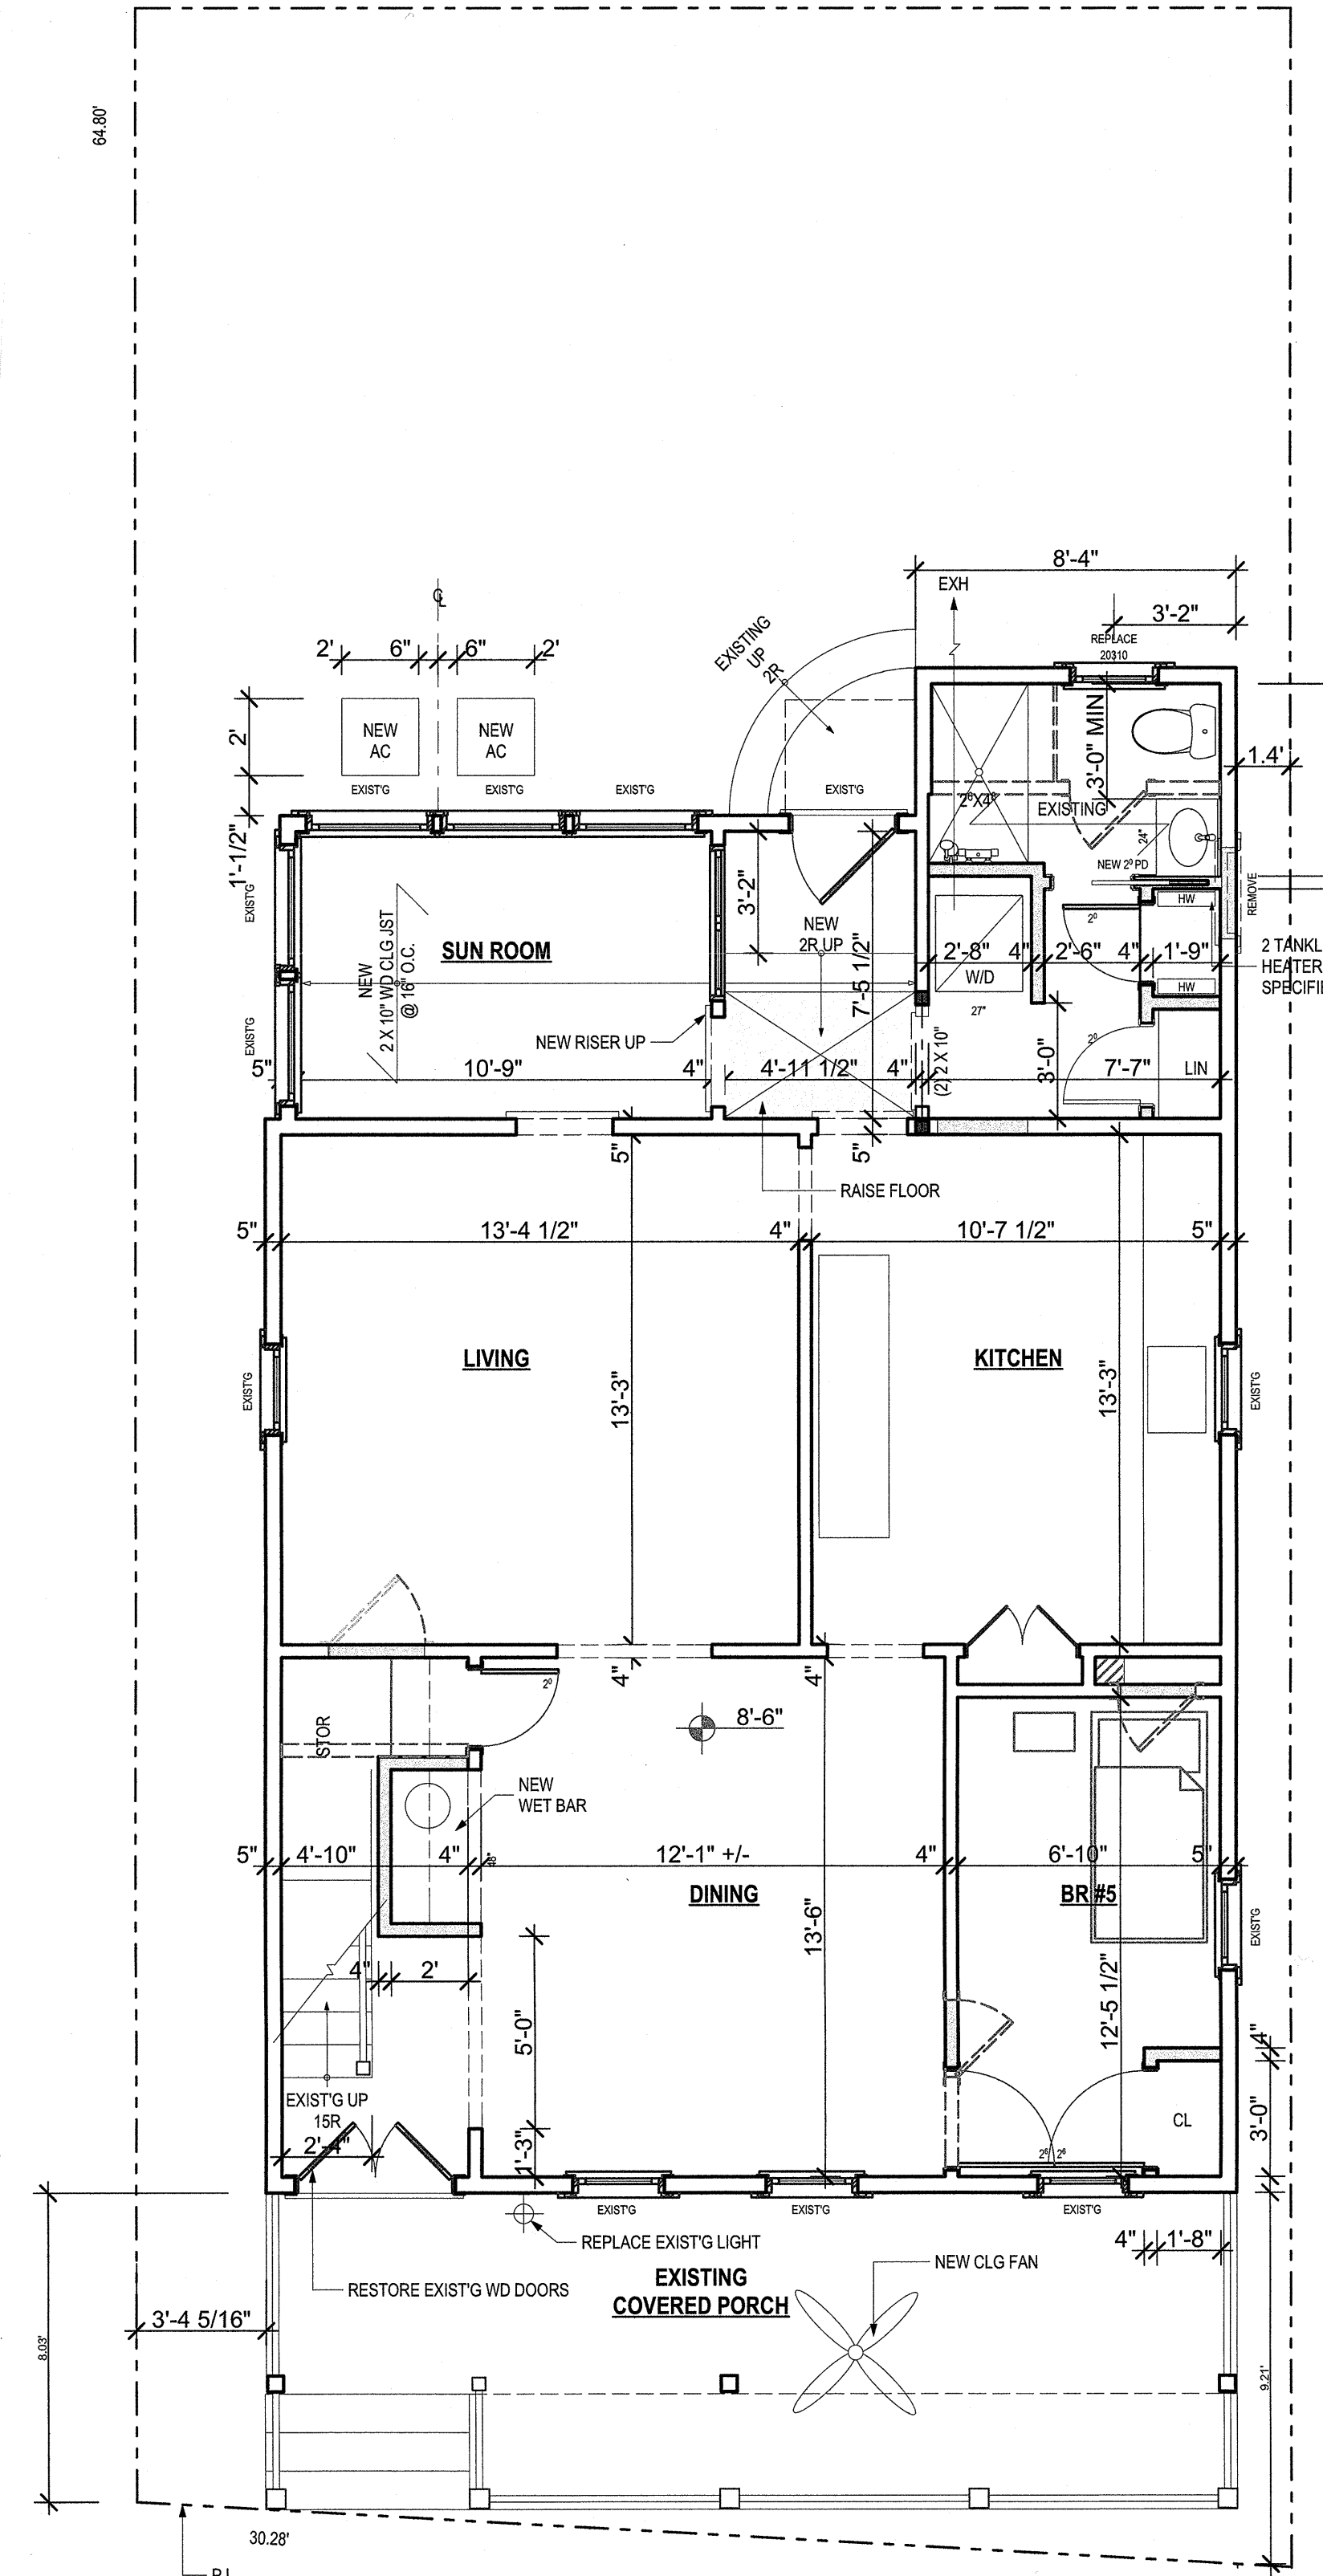 64.80'
8'-4"
EXH
3'-2"
℄
2'
6"
6"
2'
EXISTING
UP
2R
REPLACE
20310
NEW
AC
NEW
AC
2'
3'-0" MIN
1.4'
EXIST'G
EXIST'G
EXIST'G
EXIST'G
2⁶X4⁶
EXISTING
24"
1'-1/2"
NEW 2⁰ PD
EXIST'G
REMOVE
3'-2"
HW
2⁰
SUN ROOM
NEW
2 X 10" WD CLG JST
@ 16" O.C.
NEW
2R UP
7'-5 1/2"
2'-8"
4"
2'-6"
4"
1'-9"
2 TANKL
HEATER
SPECIFIE
W/D
HW
27"
EXIST'G
NEW RISER UP
2⁰
(2) 2 X 10"
3'-0"
5"
10'-9"
4"
4'-11 1/2"
4"
7'-7"
LIN
5"
5"
RAISE FLOOR
5"
13'-4 1/2"
4"
10'-7 1/2"
5"
LIVING
KITCHEN
13'-3"
13'-3"
EXIST'G
EXIST'G
4"
4"
2⁰
STOR
8'-6"
NEW
WET BAR
5"
4'-10"
4"
48"
12'-1" +/-
4"
6'-10"
5"
DINING
BR #5
13'-6"
EXIST'G
4"
2'
5'-0"
12'-5 1/2"
4"
EXIST'G UP
15R
CL
3'-0"
2'-4"
1'-3"
2⁶
2⁶
EXIST'G
EXIST'G
EXIST'G
REPLACE EXIST'G LIGHT
4"
1'-8"
NEW CLG FAN
RESTORE EXIST'G WD DOORS
EXISTING
COVERED PORCH
3'-4 5/16"
8.03'
9.21'
30.28'